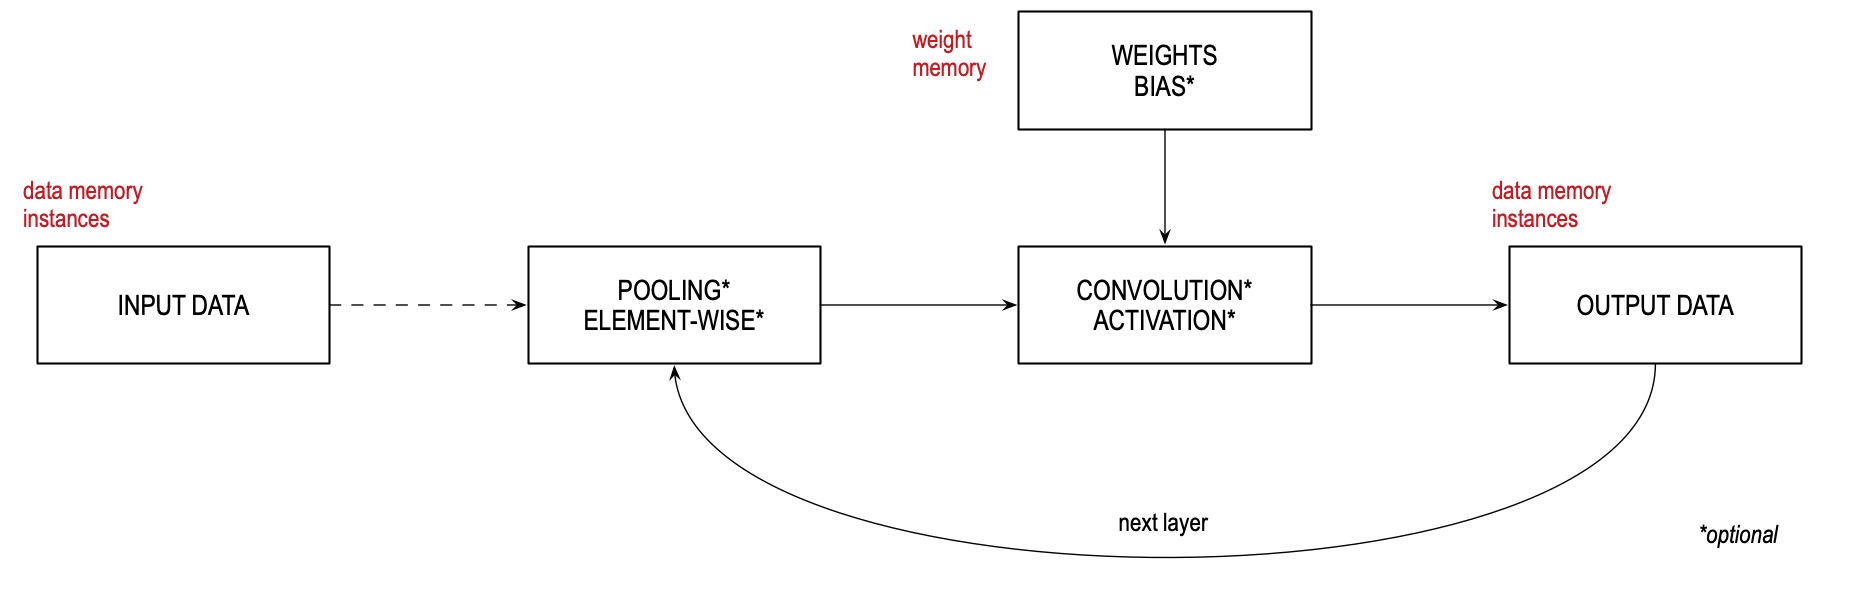 weight
memory
WEIGHTS
BIAS*
data memory
instances
INPUT DATA
POOLING*
ELEMENT-WISE*
CONVOLUTION*
ACTIVATION*
data memory
instances
OUTPUT DATA
next layer
*optional